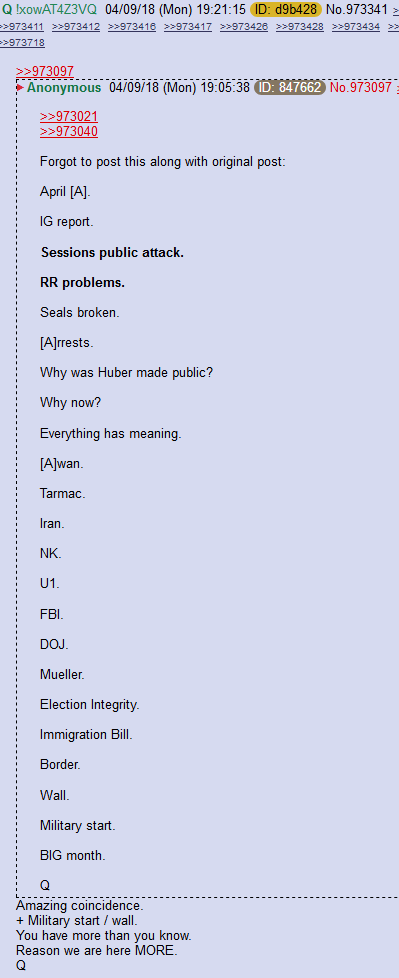 Q !xowAT4Z3VQ 04/09/18 (Mon) 19:21:15 ID: d9b428 No.973341
>>973411 >>973412 >>973416 >>973417 >>973426 >>973428 >>973434
>>973718
>>973097
Anonymous 04/09/18 (Mon) 19:05:38 ID: 847662 No.973097
>>973021
>>973040
Forgot to post this along with original post:
April [A].
IG report.
Sessions public attack.
RR problems.
Seals broken.
[A]rrests.
Why was Huber made public?
Why now?
Everything has meaning.
[A]wan.
Tarmac.
Iran.
NK.
U1.
FBI.
DOJ.
Mueller.
Election Integrity.
Immigration Bill.
Border.
Wall.
Military start.
BIG month.
Q
Amazing coincidence.
+ Military start / wall.
You have more than you know.
Reason we are here MORE.
Q